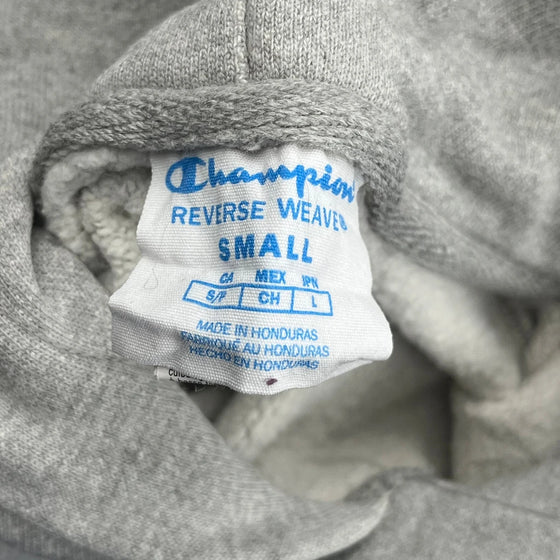 Champion
REVERSE WEAVE®
SMALL
CA MEX JPN
S/P CH L
MADE IN HONDURAS
FABRIQUÉ AU HONDURAS
HECHO EN HONDURAS